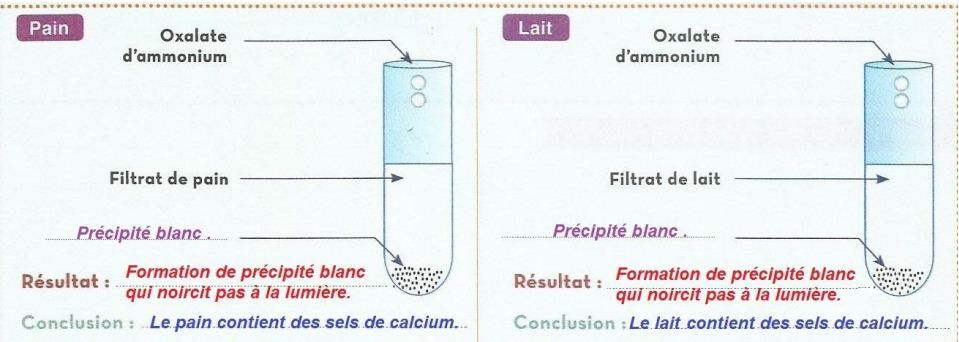 Pain
Oxalate
d'ammonium
Filtrat de pain
Précipité blanc .
Résultat : Formation de précipité blanc
qui noircit pas à la lumière.
Conclusion : Le pain contient des sels de calcium.
Lait
Oxalate
d'ammonium
Filtrat de lait
Précipité blanc .
Résultat : Formation de précipité blanc
qui noircit pas à la lumière.
Conclusion : Le lait contient des sels de calcium.